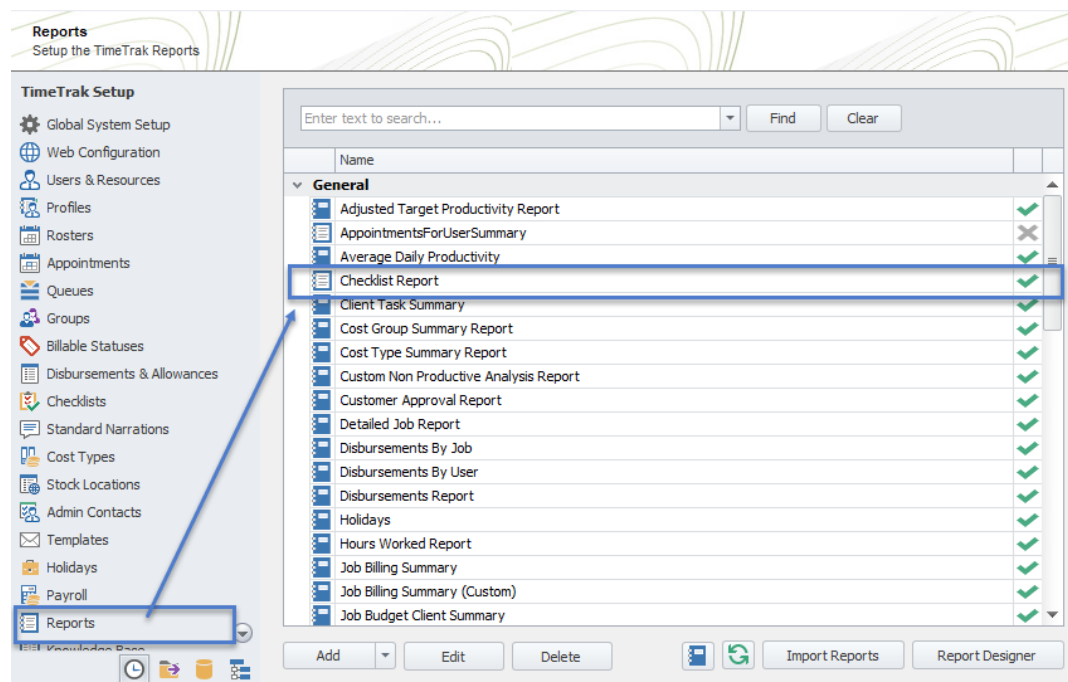 Reports
Setup the TimeTrak Reports
TimeTrak Setup
Global System Setup
Web Configuration
Users & Resources
Profiles
Rosters
Appointments
Queues
Groups
Billable Statuses
Disbursements & Allowances
Checklists
Standard Narrations
Cost Types
Stock Locations
Admin Contacts
Templates
Holidays
Payroll
Reports
Knowledge Base
Enter text to search...
Find
Clear
Name
General
Adjusted Target Productivity Report
AppointmentsForUserSummary
Average Daily Productivity
Checklist Report
Client Task Summary
Cost Group Summary Report
Cost Type Summary Report
Custom Non Productive Analysis Report
Customer Approval Report
Detailed Job Report
Disbursements By Job
Disbursements By User
Disbursements Report
Holidays
Hours Worked Report
Job Billing Summary
Job Billing Summary (Custom)
Job Budget Client Summary
Add
Edit
Delete
Import Reports
Report Designer